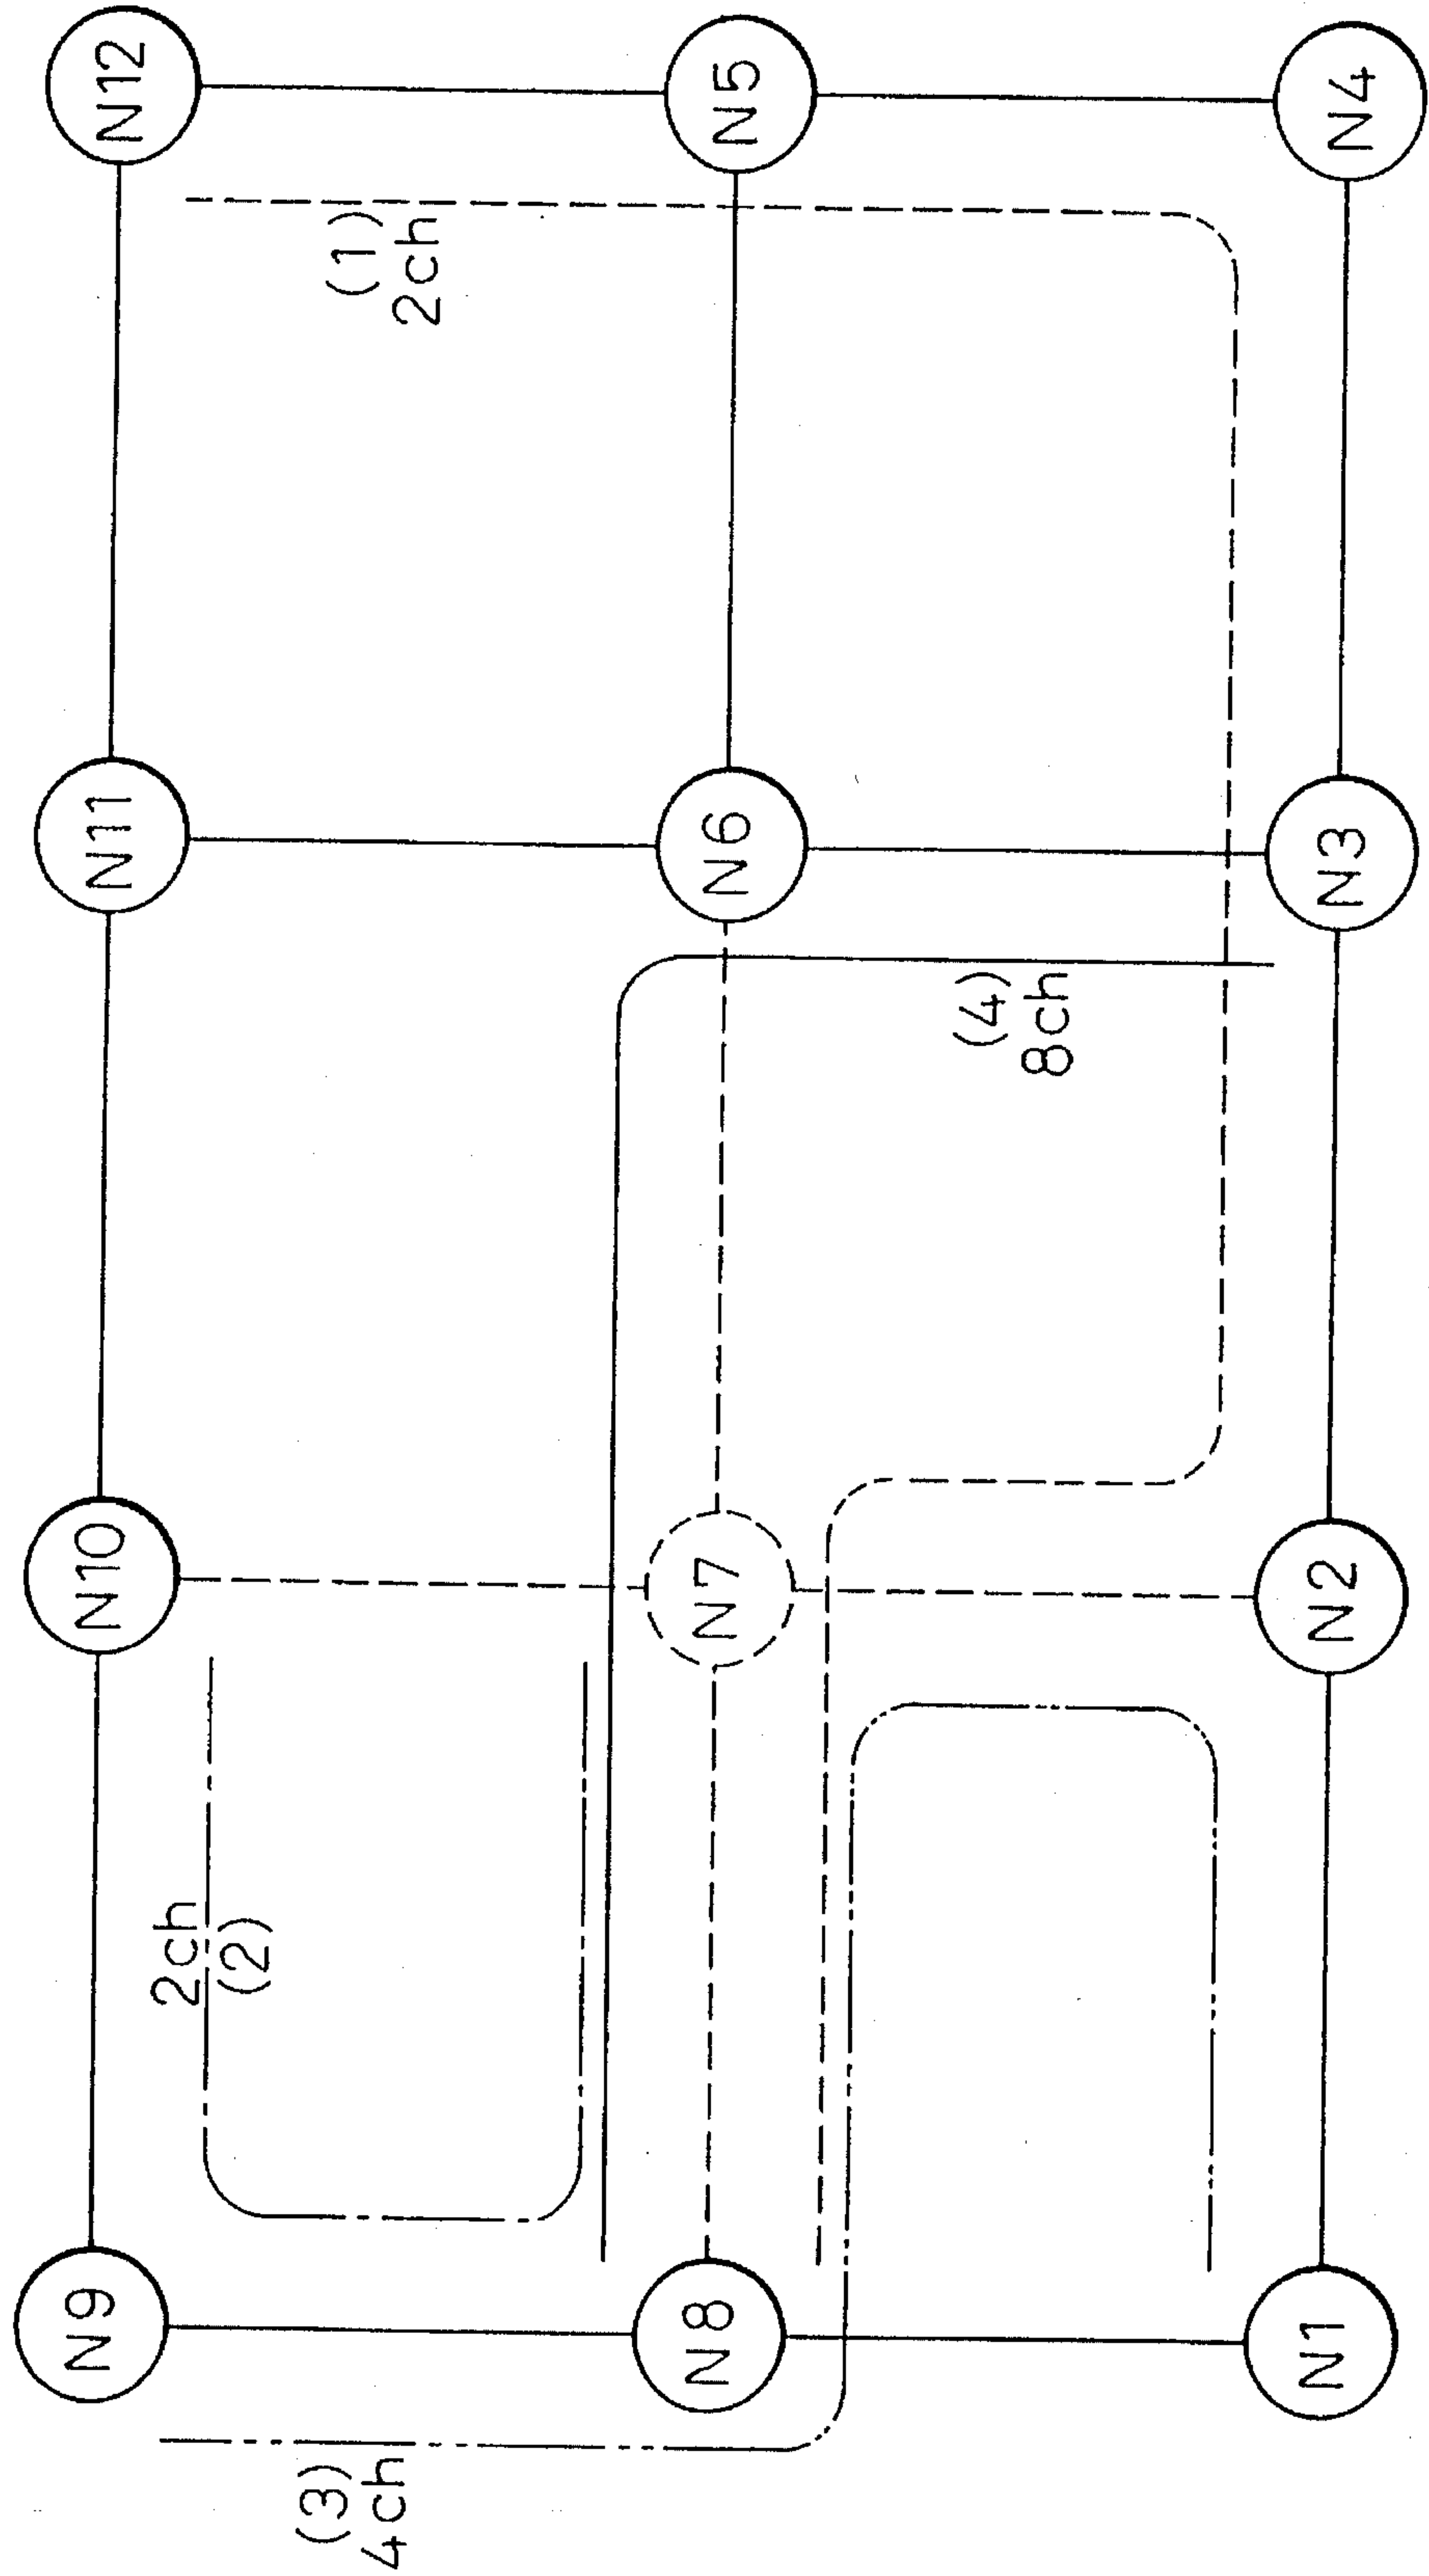 N9
N10
N11
N12
2ch
(2)
(3)
4ch
(1)
2ch
N8
N7
N6
N5
(4)
8ch
N1
N2
N3
N4